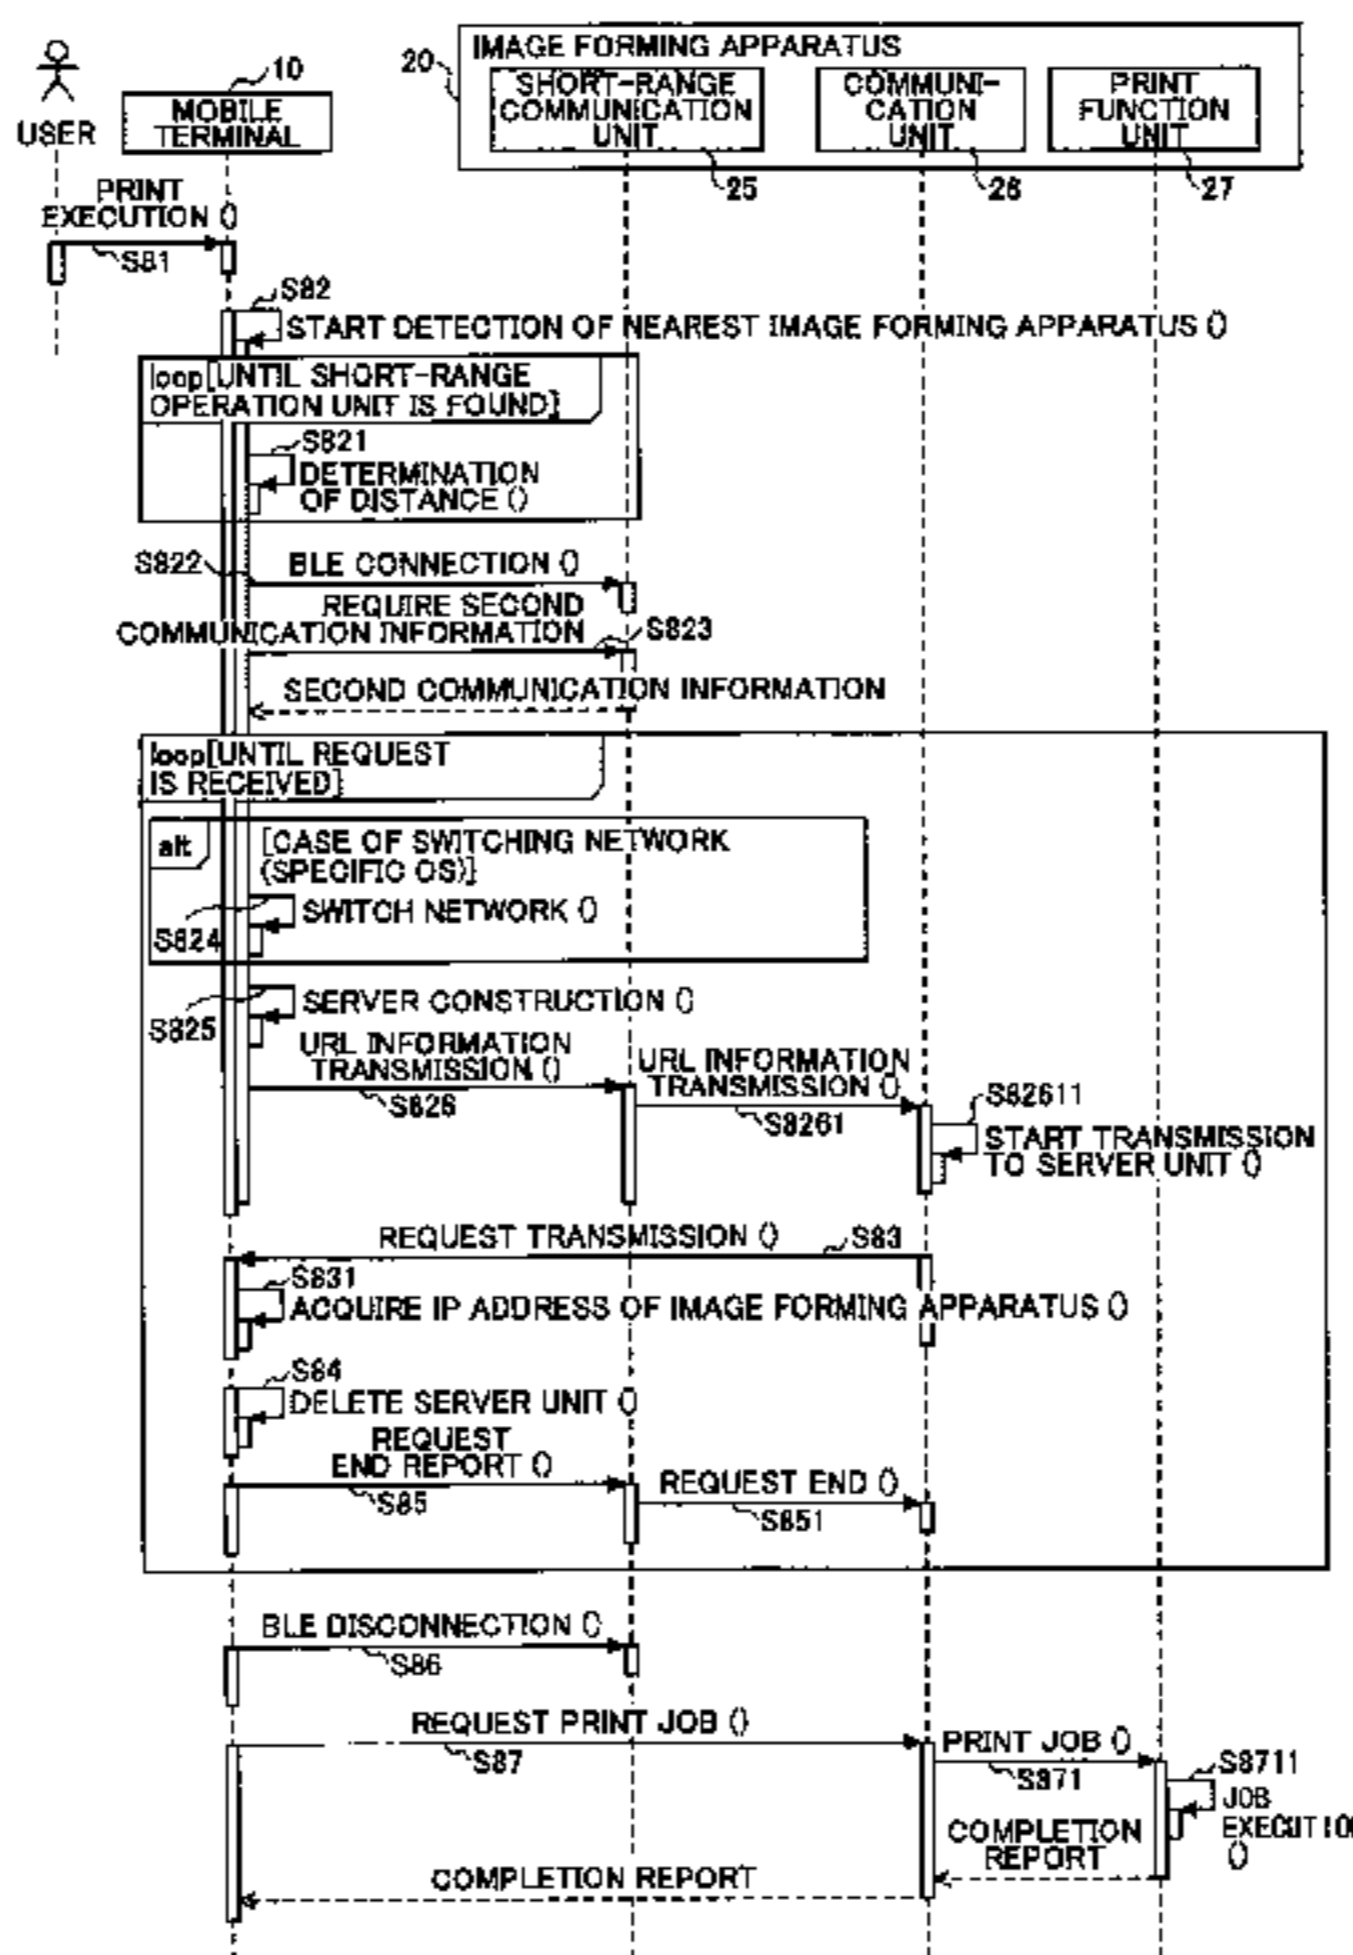 USER
10
MOBILE
TERMINAL
20
IMAGE FORMING APPARATUS
SHORT-RANGE
COMMUNICATION
UNIT
25
COMMUNI-
CATION
UNIT
26
PRINT
FUNCTION
UNIT
27
PRINT
EXECUTION ()
S81
S82
START DETECTION OF NEAREST IMAGE FORMING APPARATUS ()
loop[UNTIL SHORT-RANGE
OPERATION UNIT IS FOUND]
S821
DETERMINATION
OF DISTANCE ()
S822
BLE CONNECTION ()
REQUIRE SECOND
COMMUNICATION INFORMATION
S823
SECOND COMMUNICATION INFORMATION
loop[UNTIL REQUEST
IS RECEIVED]
alt
[CASE OF SWITCHING NETWORK
(SPECIFIC OS)]
SWITCH NETWORK ()
S824
SERVER CONSTRUCTION ()
S825
URL INFORMATION
TRANSMISSION ()
S826
URL INFORMATION
TRANSMISSION ()
S8261
S82611
START TRANSMISSION
TO SERVER UNIT ()
REQUEST TRANSMISSION ()
S83
S831
ACQUIRE IP ADDRESS OF IMAGE FORMING APPARATUS ()
S84
DELETE SERVER UNIT ()
REQUEST
END REPORT ()
S85
REQUEST END ()
S851
BLE DISCONNECTION ()
S86
REQUEST PRINT JOB ()
S87
PRINT JOB ()
S871
S8711
JOB
EXECUTION
()
COMPLETION
REPORT
COMPLETION REPORT